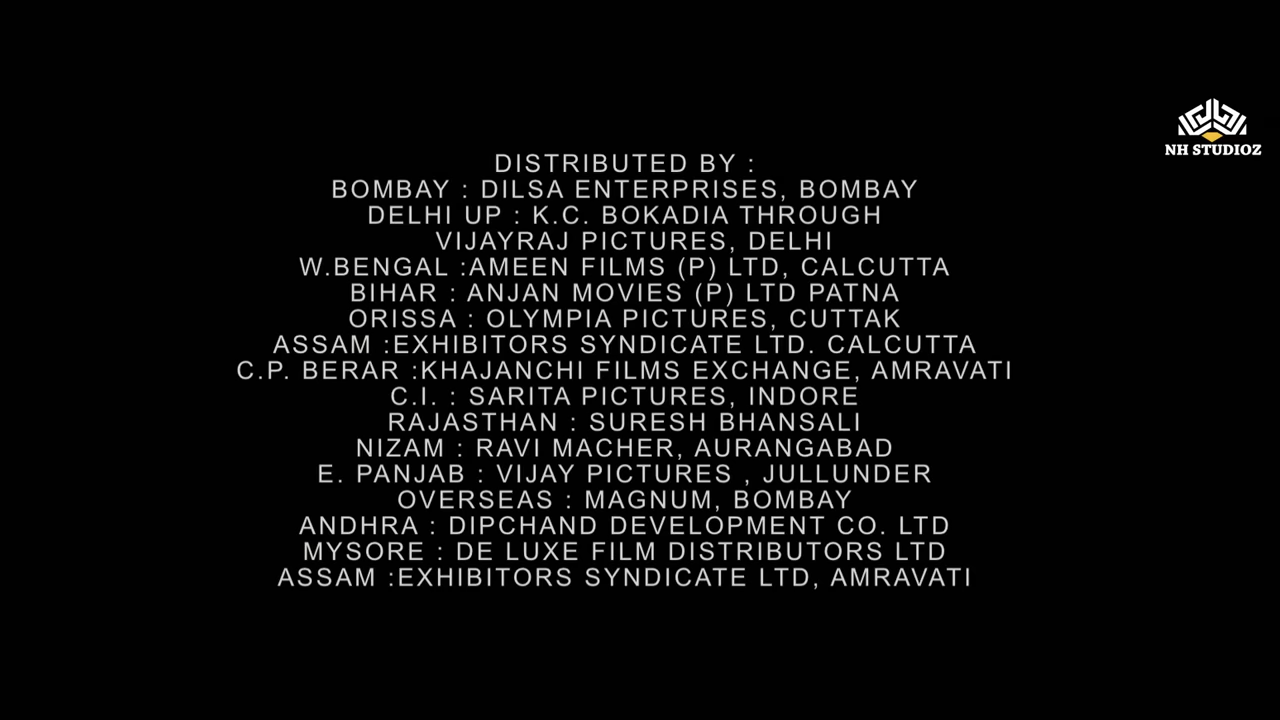 NH STUDIOZ
DISTRIBUTED BY :
BOMBAY : DILSA ENTERPRISES, BOMBAY
DELHI UP : K.C. BOKADIA THROUGH
VIJAYRAJ PICTURES, DELHI
W.BENGAL :AMEEN FILMS (P) LTD, CALCUTTA
BIHAR : ANJAN MOVIES (P) LTD PATNA
ORISSA : OLYMPIA PICTURES, CUTTAK
ASSAM :EXHIBITORS SYNDICATE LTD. CALCUTTA
C.P. BERAR :KHAJANCHI FILMS EXCHANGE, AMRAVATI
C.I. : SARITA PICTURES, INDORE
RAJASTHAN : SURESH BHANSALI
NIZAM : RAVI MACHER, AURANGABAD
E. PANJAB : VIJAY PICTURES , JULLUNDER
OVERSEAS : MAGNUM, BOMBAY
ANDHRA : DIPCHAND DEVELOPMENT CO. LTD
MYSORE : DE LUXE FILM DISTRIBUTORS LTD
ASSAM :EXHIBITORS SYNDICATE LTD, AMRAVATI